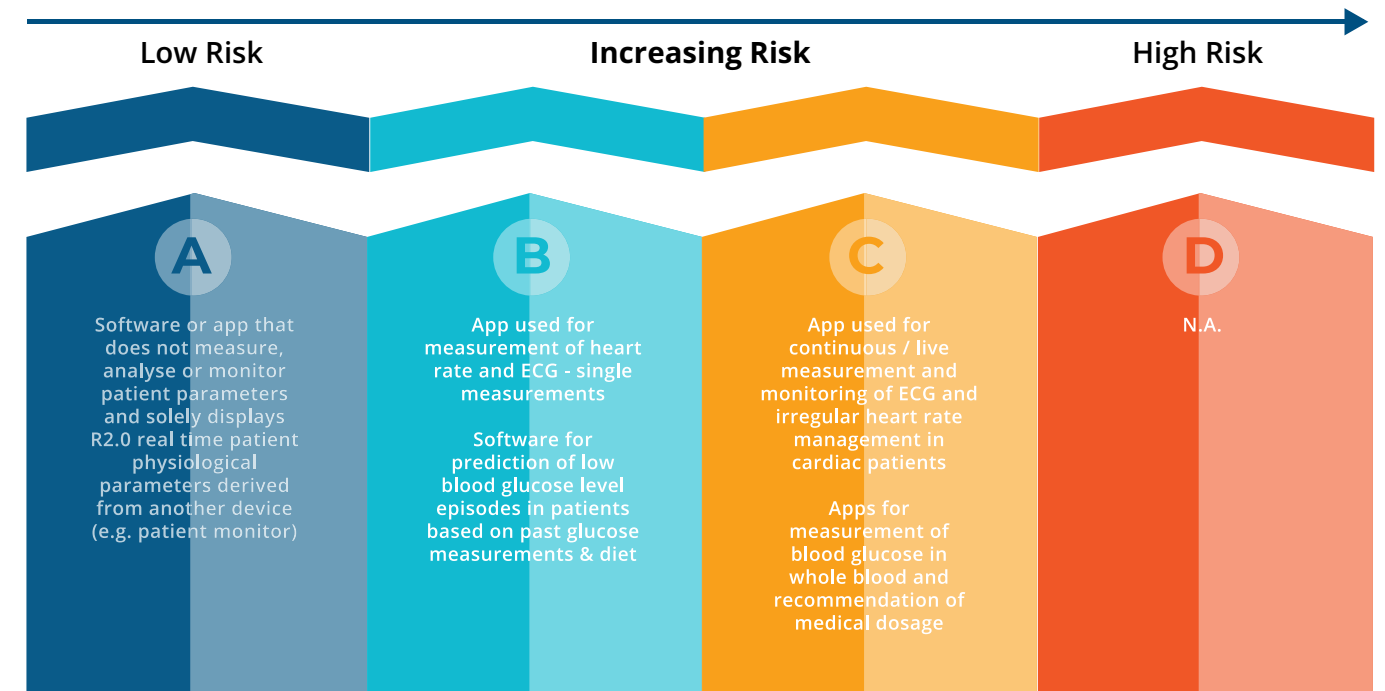 Low Risk
Increasing Risk
High Risk
A
Software or app that
does not measure,
analyse or monitor
patient parameters
and solely displays
R2.0 real time patient
physiological
parameters derived
from another device
(e.g. patient monitor)
B
App used for
measurement of heart
rate and ECG - single
measurements
Software for
prediction of low
blood glucose level
episodes in patients
based on past glucose
measurements & diet
C
App used for
continuous / live
measurement and
monitoring of ECG and
irregular heart rate
management in
cardiac patients
Apps for
measurement of
blood glucose in
whole blood and
recommendation of
medical dosage
D
N.A.